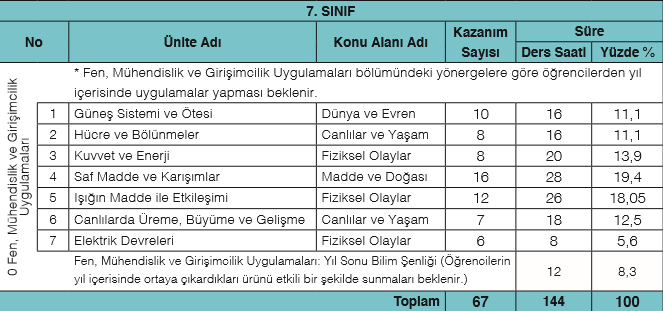 7. SINIF
No Ünite Adı Konu Alanı Adı Kazanım Sayısı Süre
Ders Saati Yüzde %
0 Fen, Mühendislik ve Girişimcilik
Uygulamaları
* Fen, Mühendislik ve Girişimcilik Uygulamaları bölümündeki yönergelere göre öğrencilerden yıl
içerisinde uygulamalar yapması beklenir.
1 Güneş Sistemi ve Ötesi Dünya ve Evren 10 16 11,1
2 Hücre ve Bölünmeler Canlılar ve Yaşam 8 16 11,1
3 Kuvvet ve Enerji Fiziksel Olaylar 8 20 13,9
4 Saf Madde ve Karışımlar Madde ve Doğası 16 28 19,4
5 Işığın Madde ile Etkileşimi Fiziksel Olaylar 12 26 18,05
6 Canlılarda Üreme, Büyüme ve Gelişme Canlılar ve Yaşam 7 18 12,5
7 Elektrik Devreleri Fiziksel Olaylar 6 8 5,6
Fen, Mühendislik ve Girişimcilik Uygulamaları: Yıl Sonu Bilim Şenliği (Öğrencilerin
yıl içerisinde ortaya çıkardıkları ürünü etkili bir şekilde sunmaları beklenir.) 12 8,3
Toplam 67 144 100